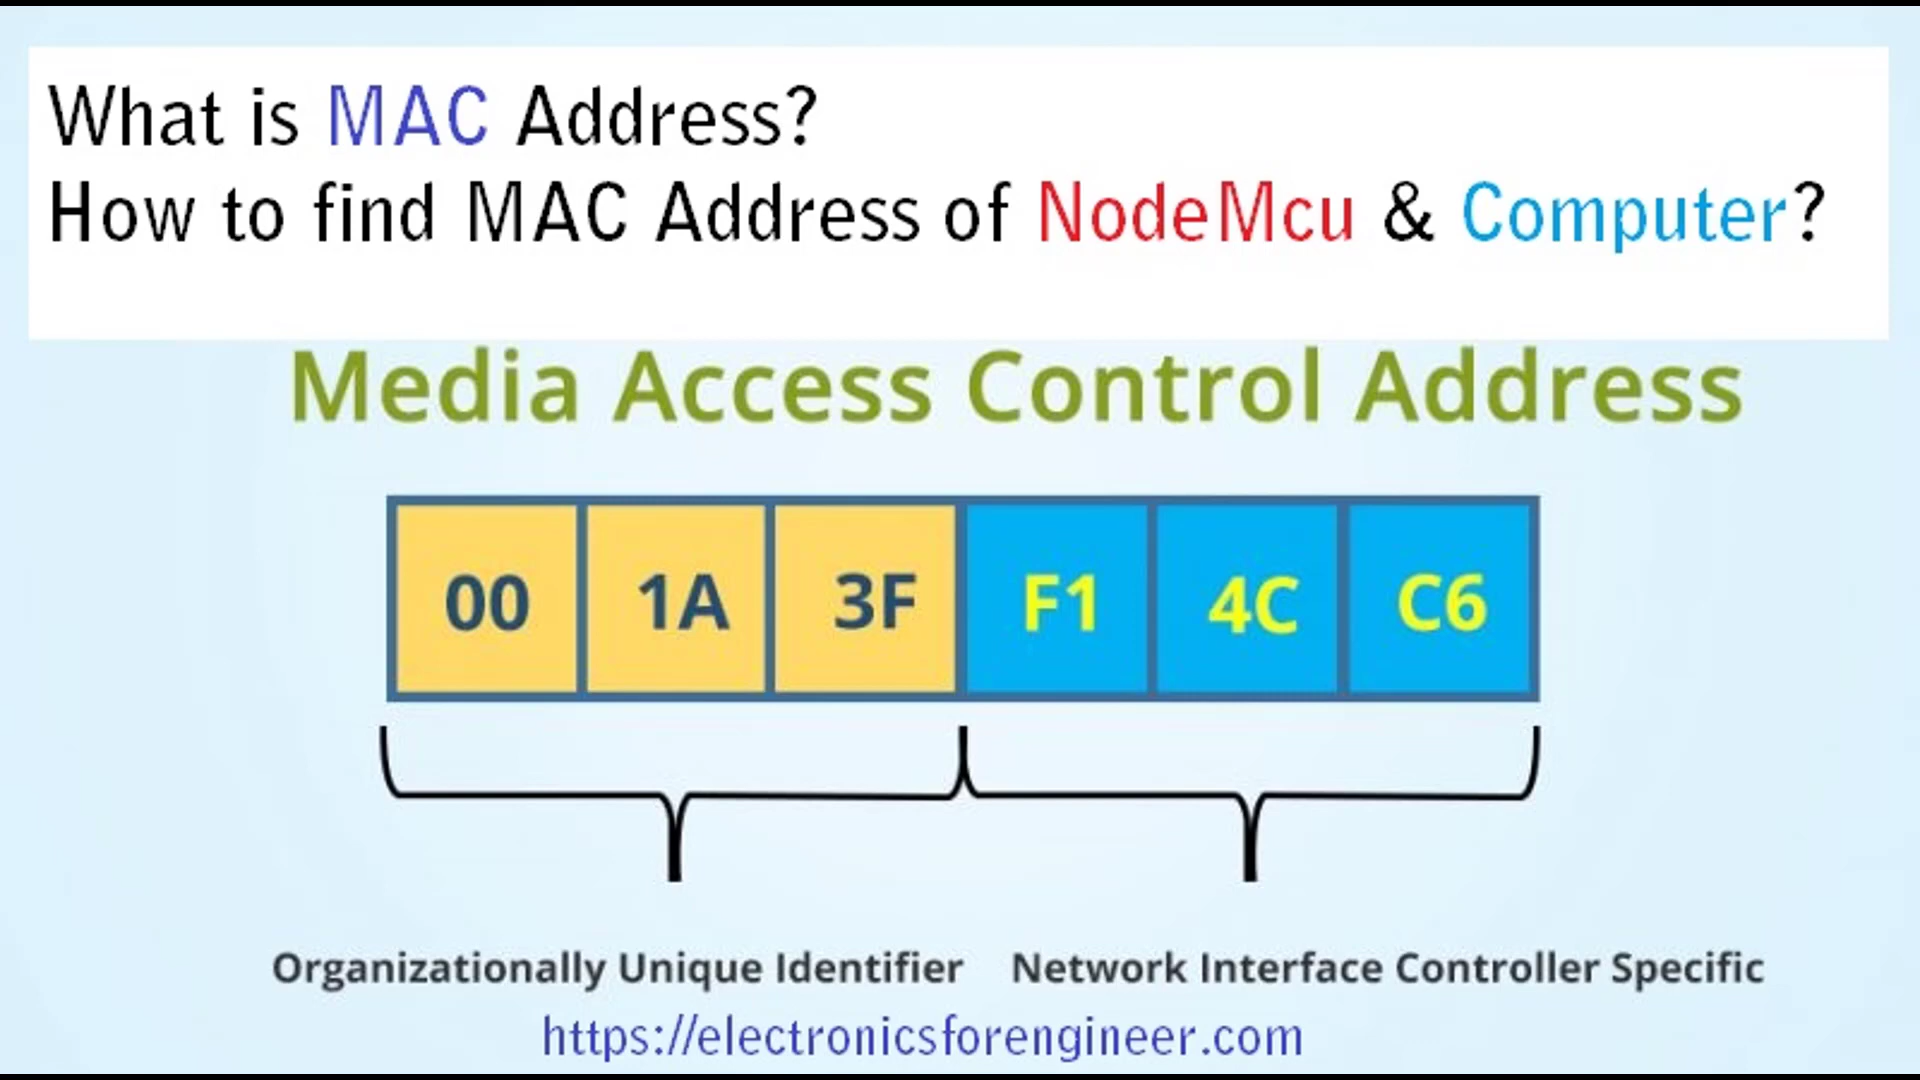 What is MAC Address?
How to find MAC Address of NodeMcu & Computer?
Media Access Control Address
00 1A 3F F1 4C C6
Organizationally Unique Identifier Network Interface Controller Specific
https://electronicsforengineer.com